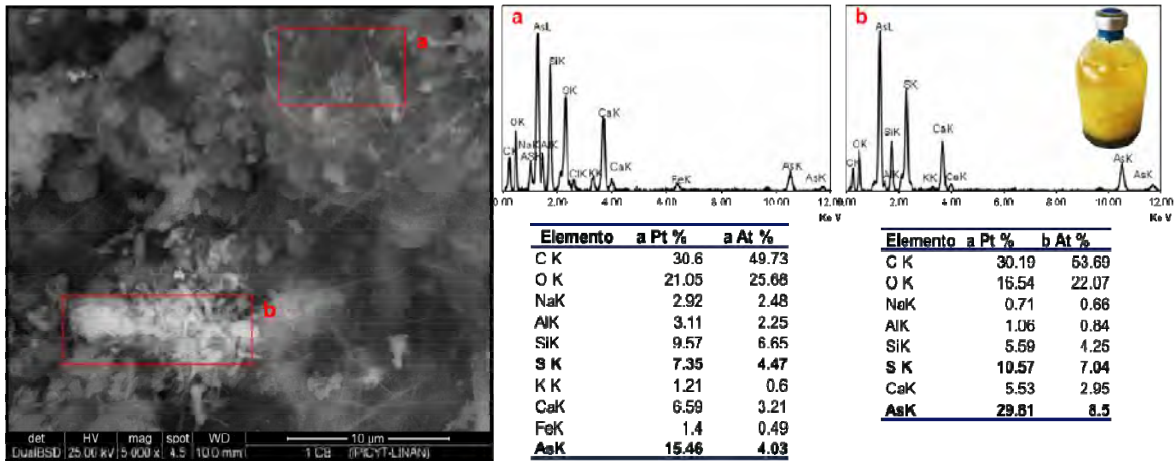 a
b
det HV mag spot WD 10 µm
DualBSD 25.00 kV 5 000 x 4.5 10.0 mm 1 CB (IPICYT-LINAN)
a
AsL
SiK
SK
OK
CaK
NaK
AlK
CK
ClK
KK
CaK
FeK
AsK
AsK
2.00 4.00 6.00 8.00 10.00 12.00
Ke V
b
AsL
SK
SiK
CaK
OK
CK
AlK
KK
CaK
AsK
AsK
2.00 4.00 6.00 8.00 10.00 12.00
Ke V
Elemento a Pt % a At %
C K 30.6 49.73
O K 21.05 25.68
NaK 2.92 2.48
AlK 3.11 2.25
SiK 9.57 6.65
S K 7.35 4.47
K K 1.21 0.6
CaK 6.59 3.21
FeK 1.4 0.49
AsK 15.46 4.03
Elemento a Pt % b At %
C K 30.19 53.69
O K 16.54 22.07
NaK 0.71 0.66
AlK 1.06 0.84
SiK 5.59 4.25
S K 10.57 7.04
CaK 5.53 2.95
AsK 29.81 8.5